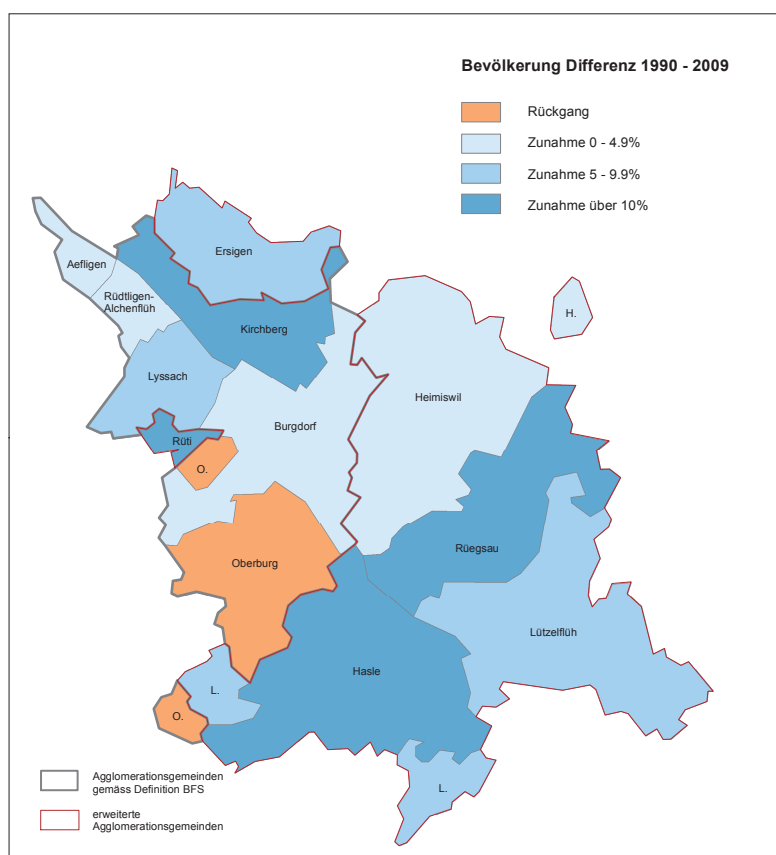 Bevölkerung Differenz 1990 - 2009
Rückgang
Zunahme 0 - 4.9%
Zunahme 5 - 9.9%
Zunahme über 10%
Ersigen
Aefligen
Rüdtligen-
Alchenflüh
H.
Kirchberg
Lyssach
Heimiswil
Burgdorf
Rüti
O.
Rüegsau
Oberburg
Lützelflüh
Hasle
L.
O.
L.
Agglomerationsgemeinden
gemäss Definition BFS
erweiterte
Agglomerationsgemeinden